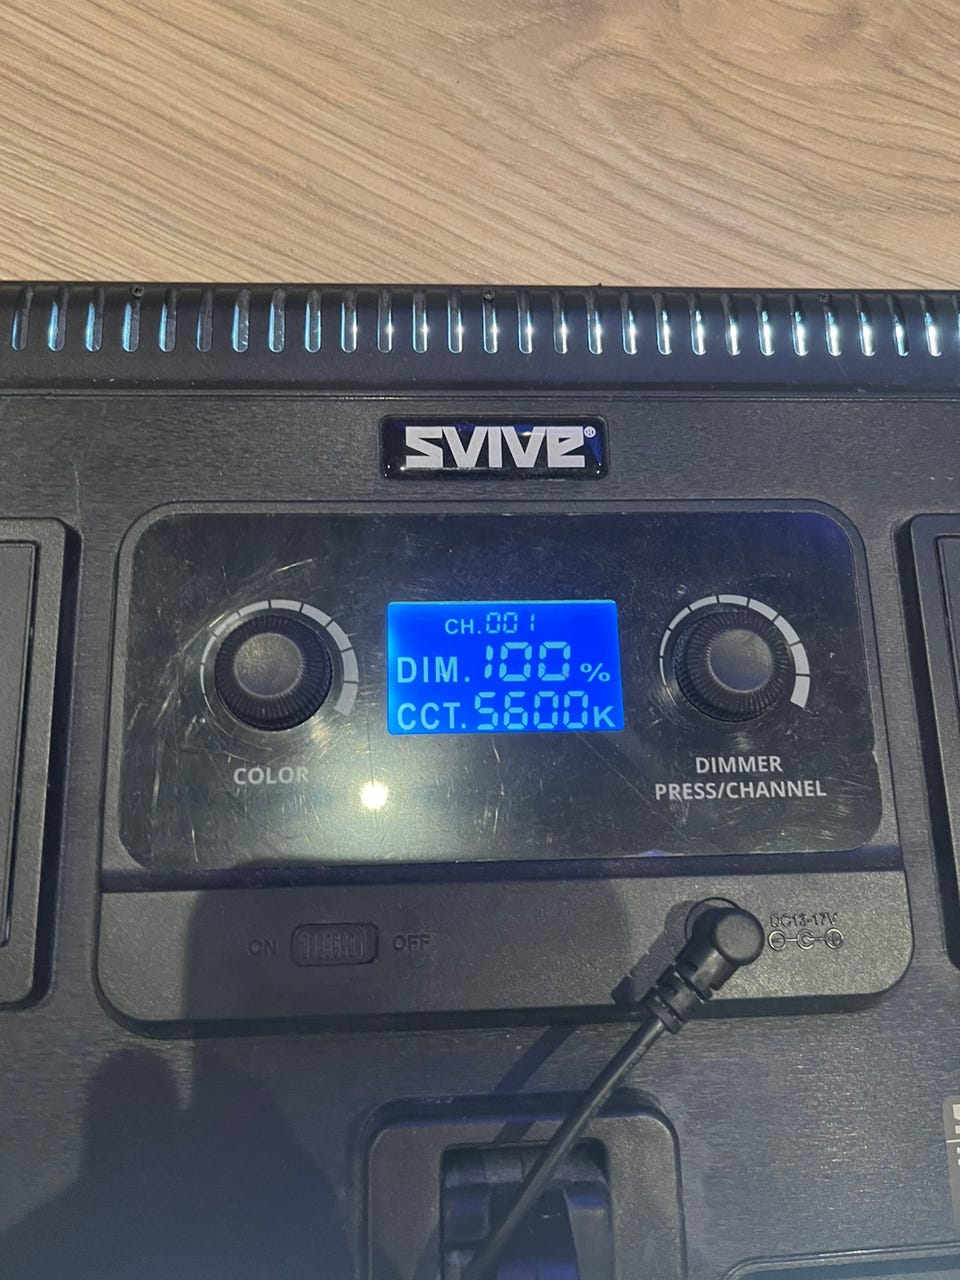 SVIVE®
CH.001
DIM.100%
CCT.5600K
COLOR
DIMMER
PRESS/CHANNEL
ON
OFF
DC13-17V